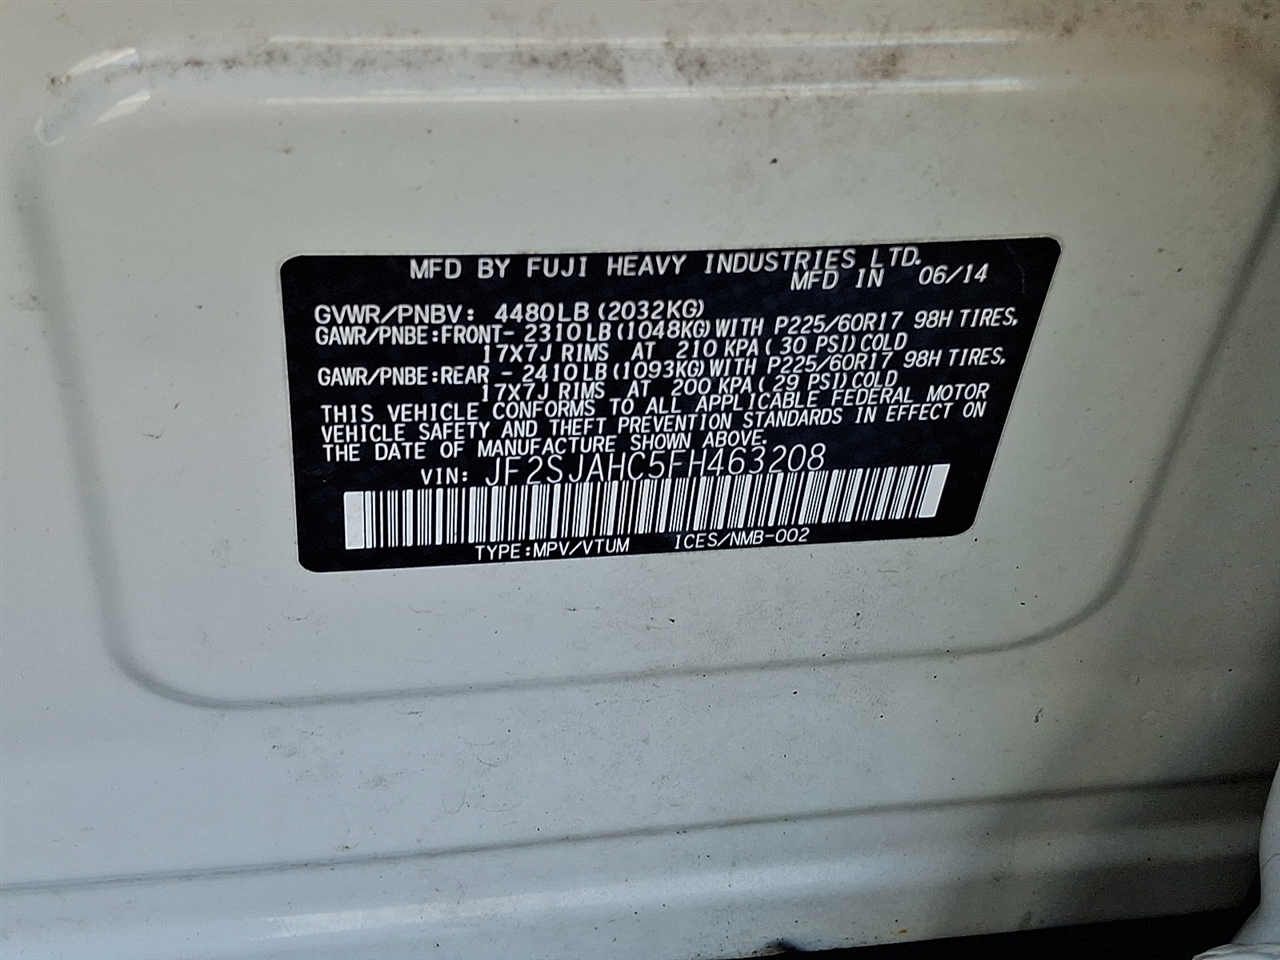 MFD BY FUJI HEAVY INDUSTRIES LTD.
MFD IN 06/14
GVWR/PNBV: 4480LB (2032KG)
GAWR/PNBE:FRONT- 2310LB (1048KG) WITH P225/60R17 98H TIRES,
17X7J RIMS AT 210 KPA ( 30 PSI) COLD
GAWR/PNBE:REAR - 2410LB (1093KG) WITH P225/60R17 98H TIRES,
17X7J RIMS AT 200 KPA ( 29 PSI) COLD
THIS VEHICLE CONFORMS TO ALL APPLICABLE FEDERAL MOTOR
VEHICLE SAFETY AND THEFT PREVENTION STANDARDS IN EFFECT ON
THE DATE OF MANUFACTURE SHOWN ABOVE.
VIN: JF2SJAHC5FH463208
TYPE:MPV/VTUM ICES/NMB-002